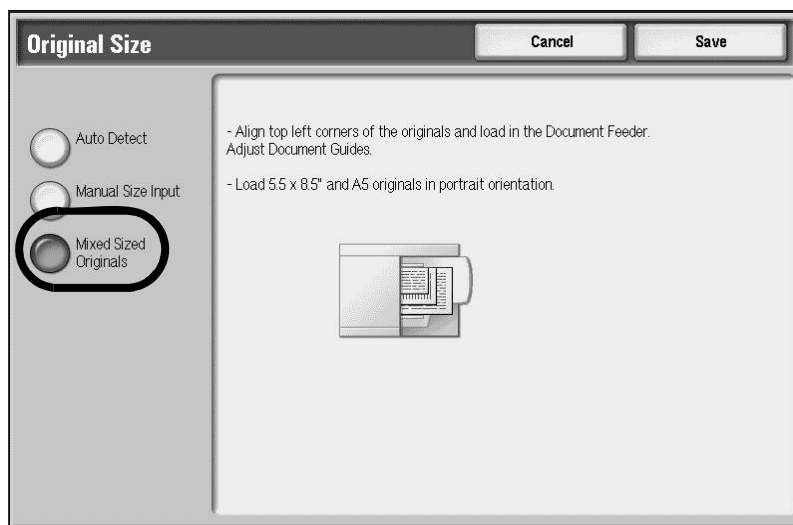 Original Size
Cancel
Save
Auto Detect
Manual Size Input
Mixed Sized
Originals
- Align top left corners of the originals and load in the Document Feeder.
Adjust Document Guides.
- Load 5.5 x 8.5" and A5 originals in portrait orientation.